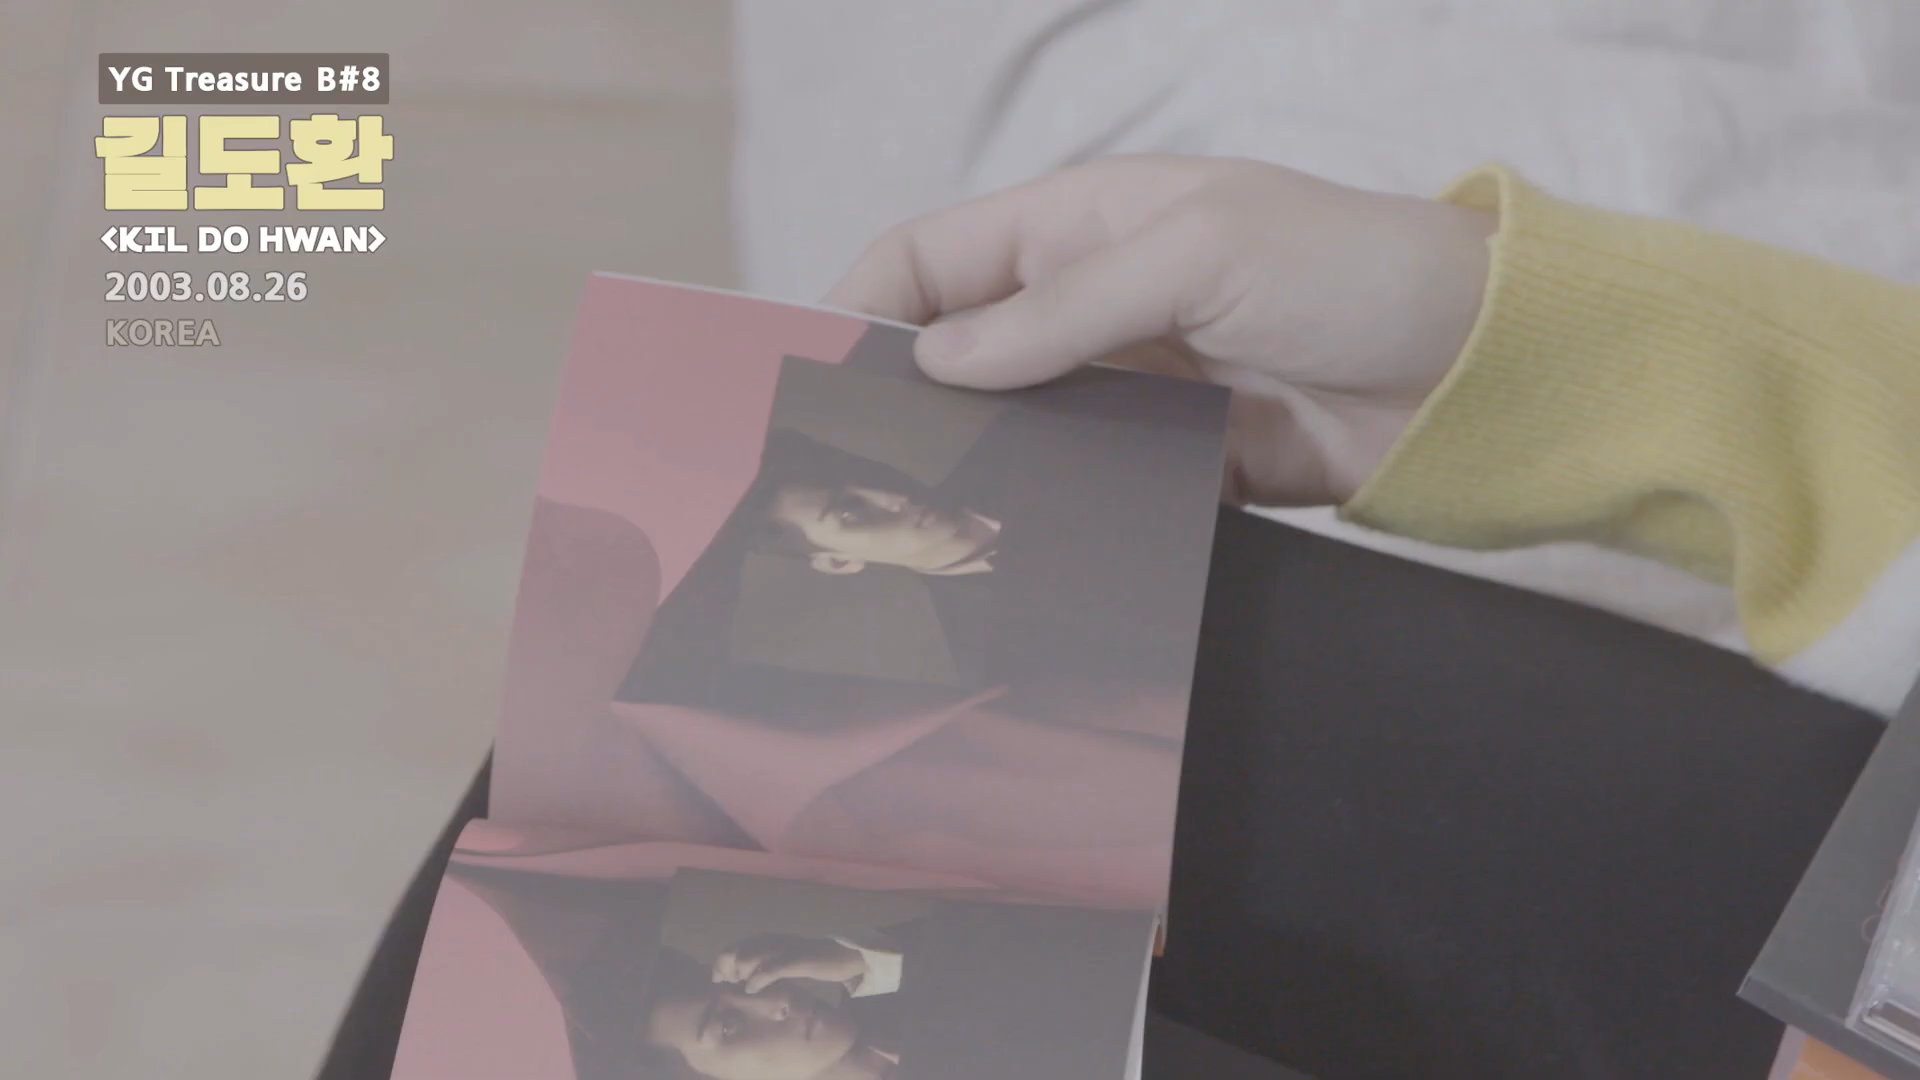 YG Treasure B#8
길도환
<KIL DO HWAN>
2003.08.26
KOREA